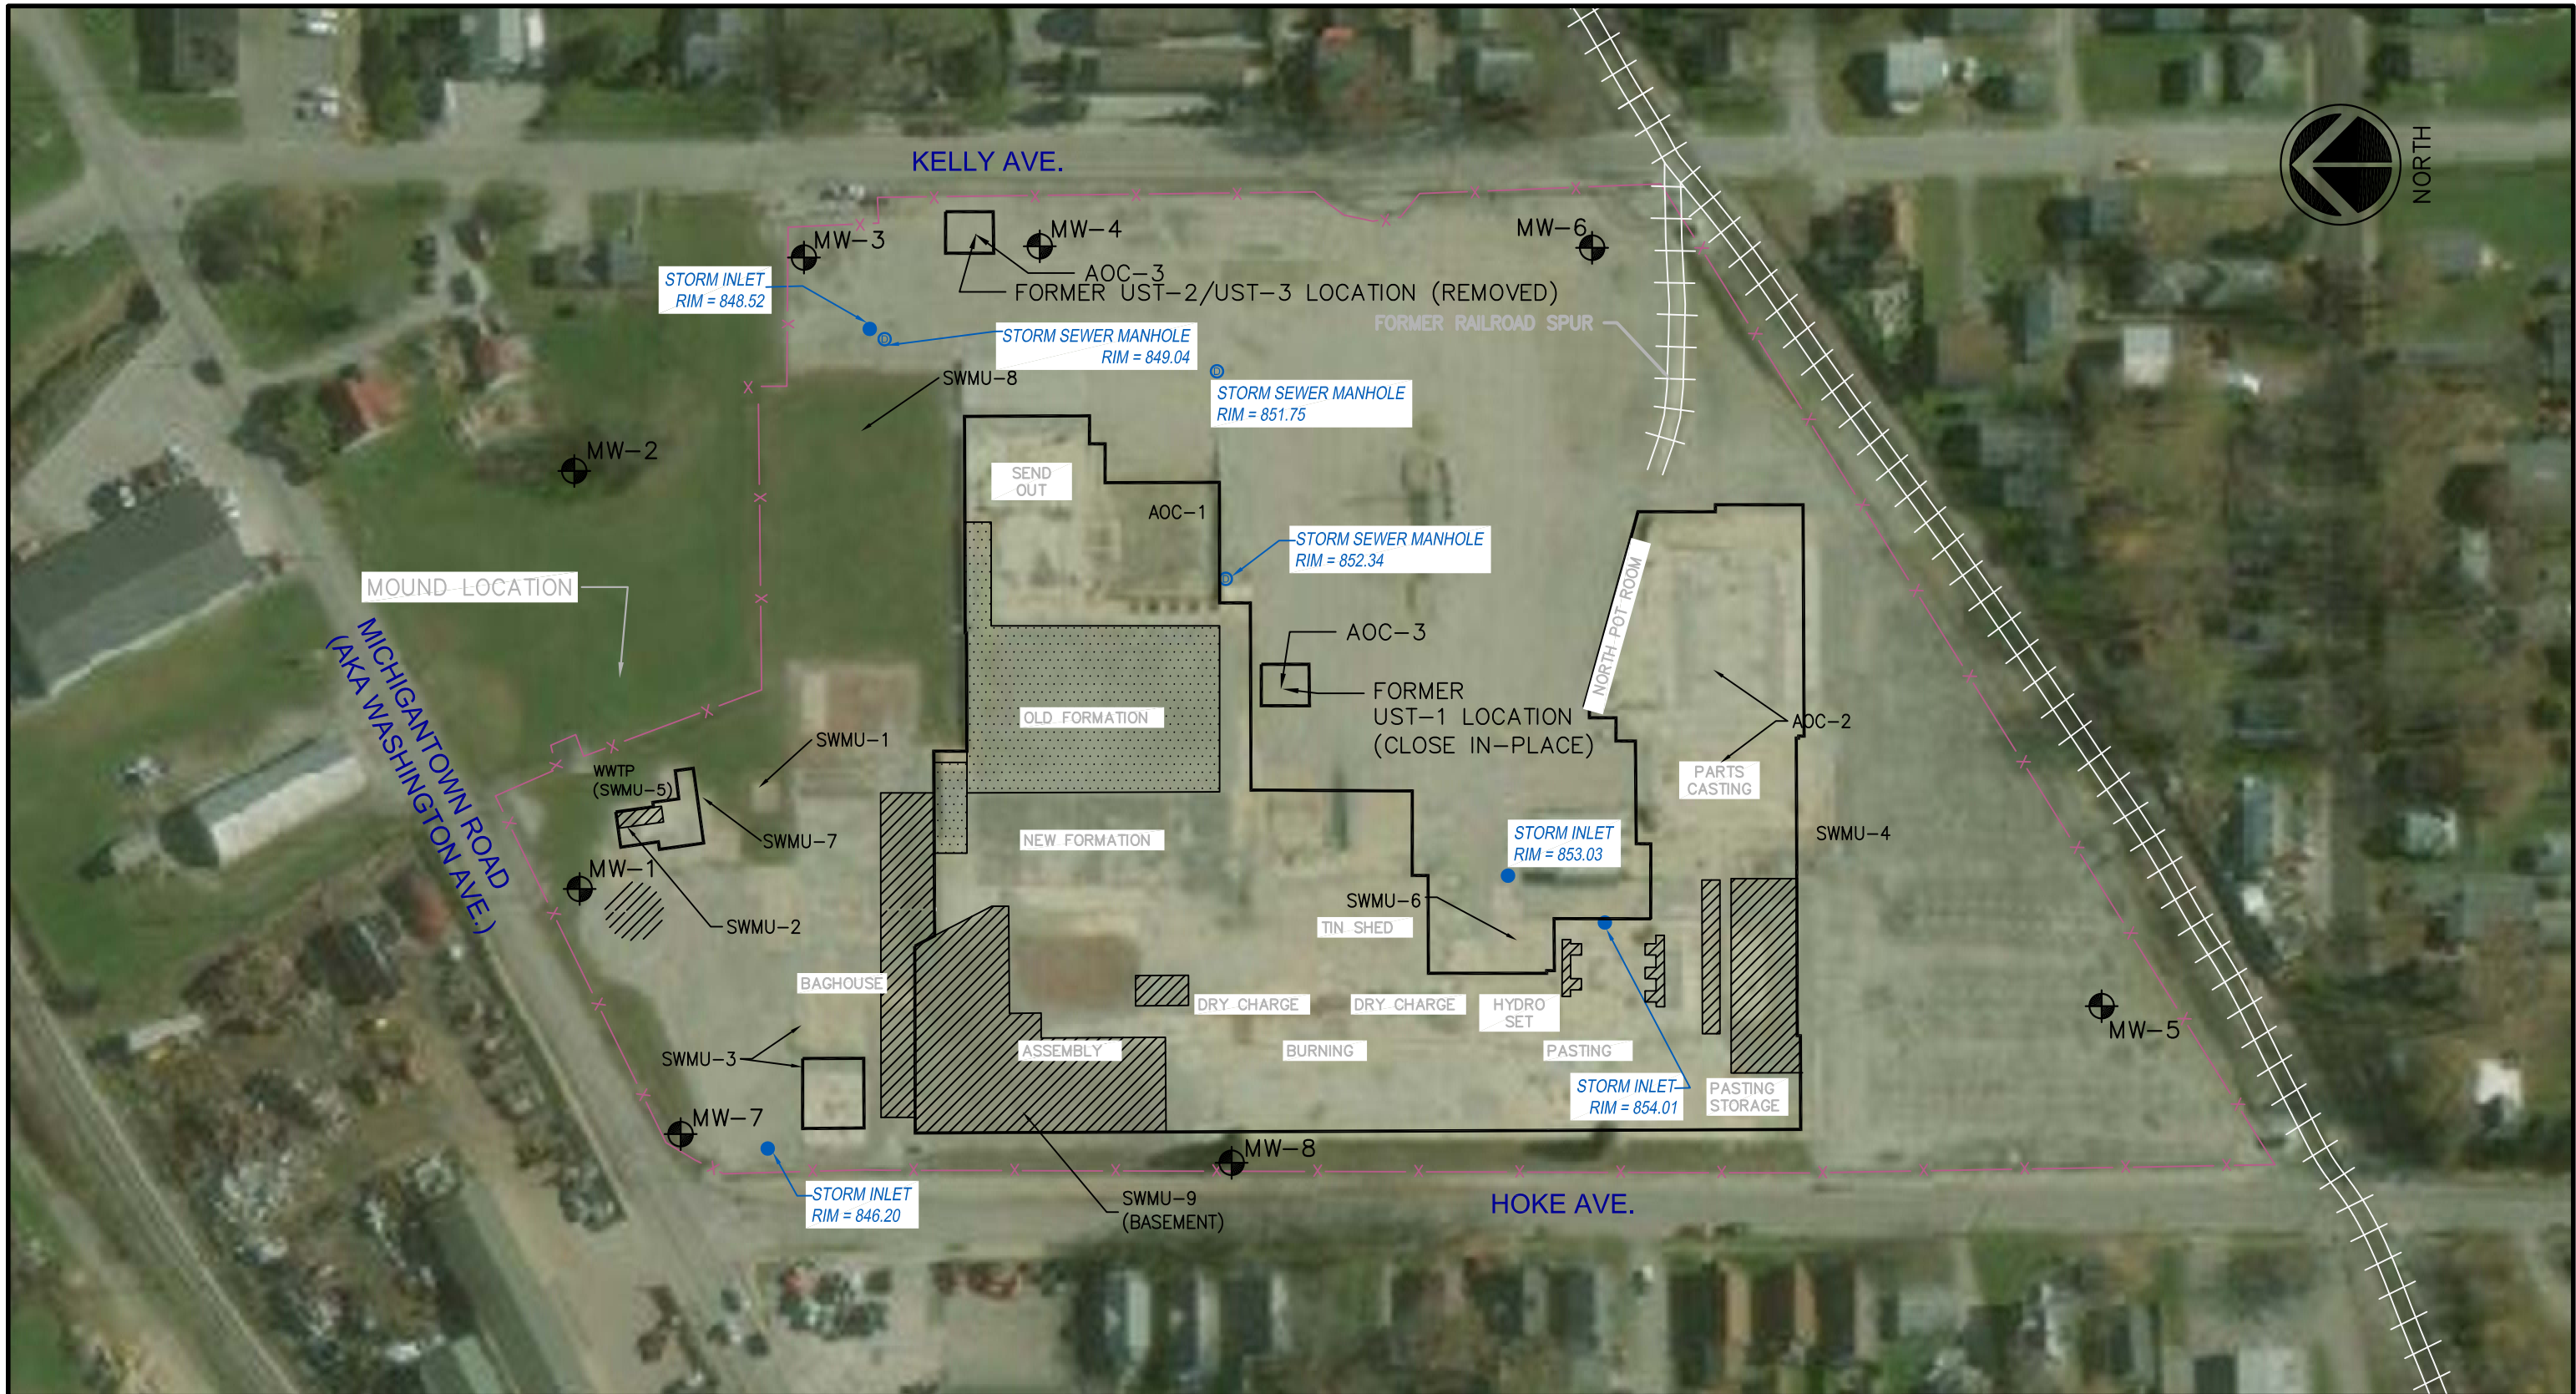 KELLY AVE.
NORTH
MW-3
MW-4
MW-6
STORM INLET
RIM = 848.52
AOC-3
FORMER UST-2/UST-3 LOCATION (REMOVED)
FORMER RAILROAD SPUR
STORM SEWER MANHOLE
RIM = 849.04
SWMU-8
STORM SEWER MANHOLE
RIM = 851.75
MW-2
SEND
OUT
AOC-1
STORM SEWER MANHOLE
RIM = 852.34
MOUND LOCATION
NORTH POT ROOM
AOC-3
MICHIGANTOWN ROAD
(AKA WASHINGTON AVE.)
FORMER
UST-1 LOCATION
(CLOSE IN-PLACE)
OLD FORMATION
AOC-2
SWMU-1
WWTP
(SWMU-5)
PARTS
CASTING
SWMU-7
NEW FORMATION
STORM INLET
RIM = 853.03
SWMU-4
MW-1
SWMU-6
SWMU-2
TIN SHED
BAGHOUSE
DRY CHARGE
DRY CHARGE
HYDRO
SET
MW-5
SWMU-3
ASSEMBLY
BURNING
PASTING
STORM INLET
RIM = 854.01
PASTING
STORAGE
MW-7
MW-8
STORM INLET
RIM = 846.20
SWMU-9
(BASEMENT)
HOKE AVE.